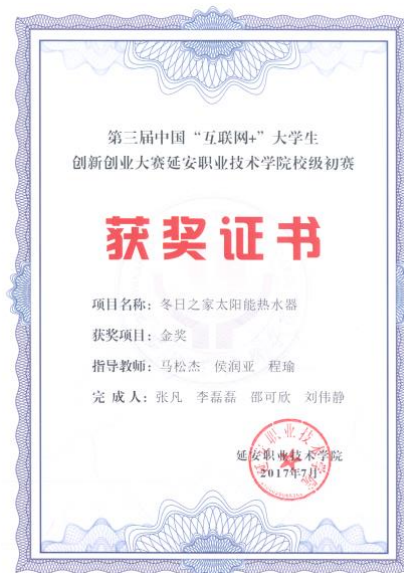 第三届中国“互联网+”大学生
创新创业大赛延安职业技术学院校级初赛
获奖证书
项目名称：冬日之家太阳能热水器
获奖项目：金奖
指导教师：马松杰 侯润亚 程瑜
完 成 人：张凡 李磊磊 邵可欣 刘伟静
延安职业技术学院
2017年7月